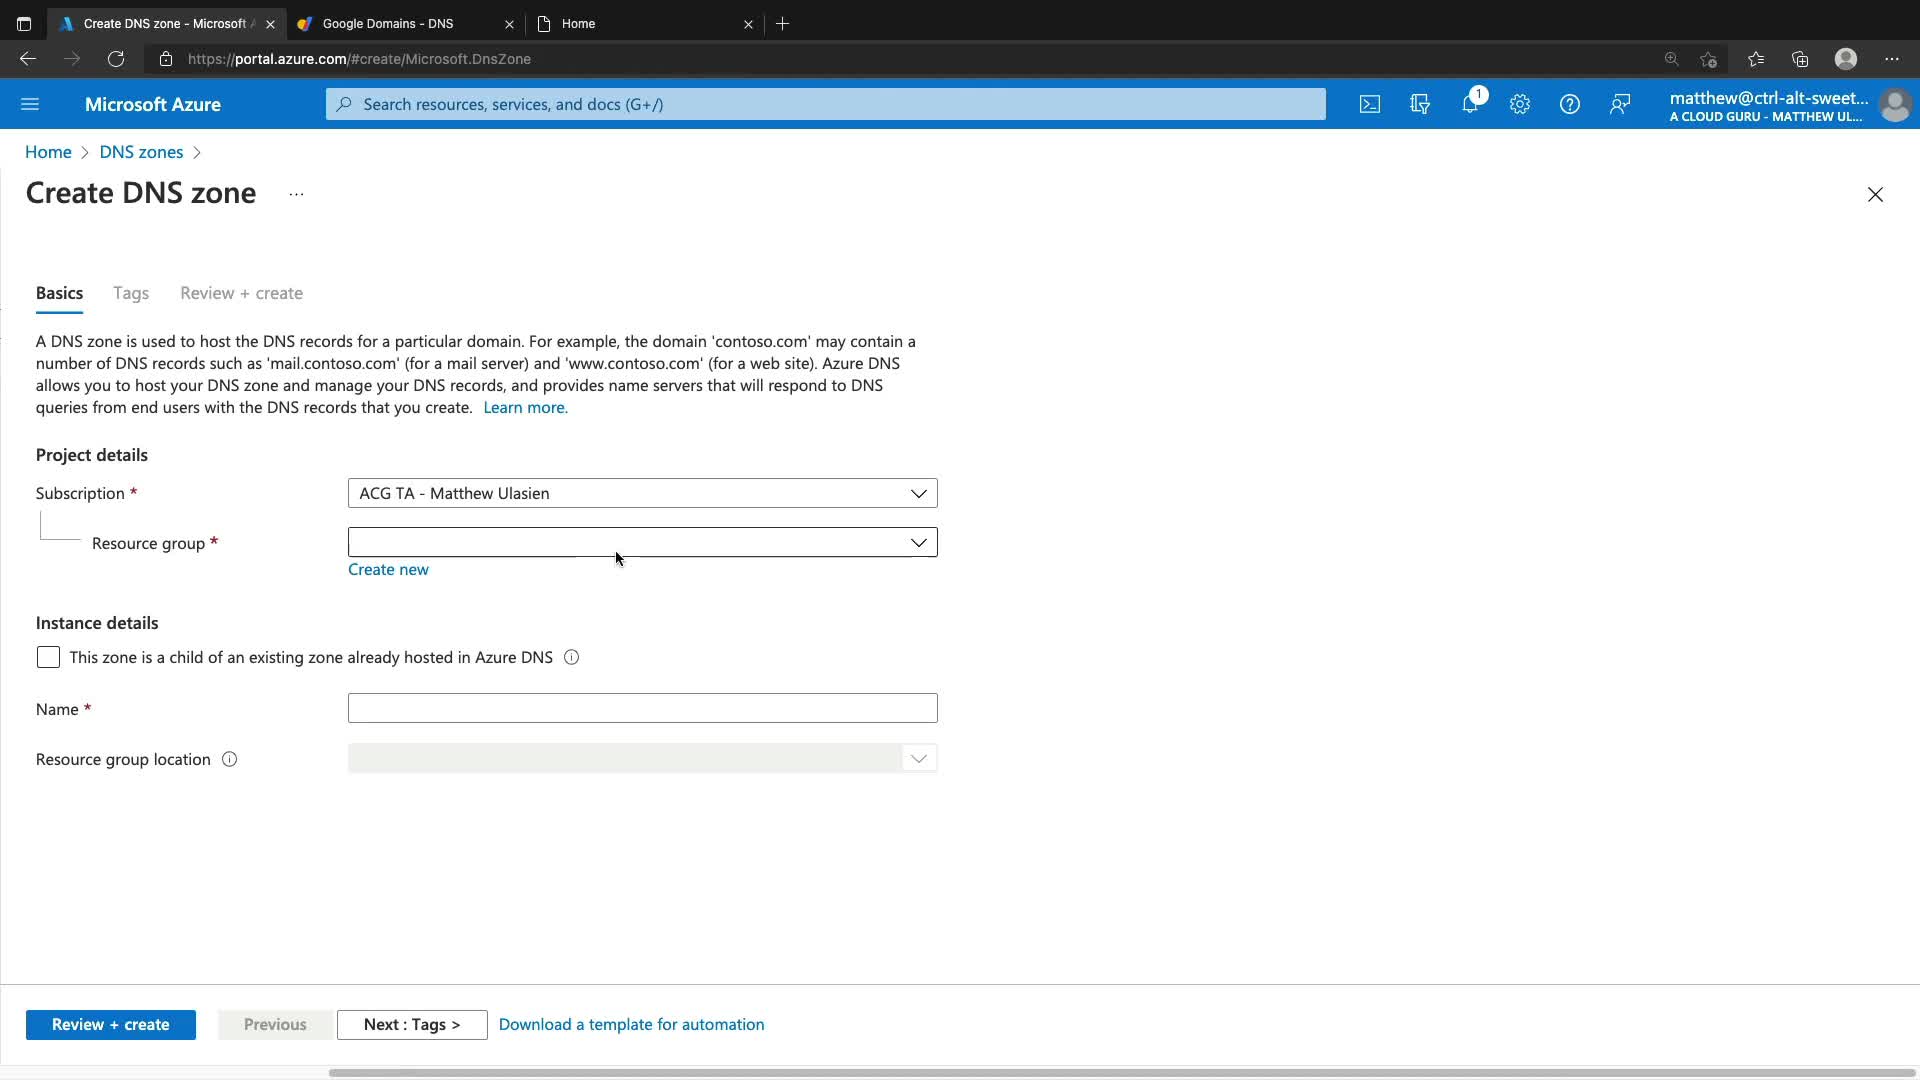 Create DNS zone - Microsoft A
Google Domains - DNS
Home
https://portal.azure.com/#create/Microsoft.DnsZone
Microsoft Azure
Search resources, services, and docs (G+/)
1
matthew@ctrl-alt-sweet...
A CLOUD GURU - MATTHEW UL...
Home > DNS zones >
Create DNS zone ...
Basics
Tags
Review + create
A DNS zone is used to host the DNS records for a particular domain. For example, the domain 'contoso.com' may contain a
number of DNS records such as 'mail.contoso.com' (for a mail server) and 'www.contoso.com' (for a web site). Azure DNS
allows you to host your DNS zone and manage your DNS records, and provides name servers that will respond to DNS
queries from end users with the DNS records that you create. Learn more.
Project details
Subscription *
ACG TA - Matthew Ulasien
Resource group *
Create new
Instance details
This zone is a child of an existing zone already hosted in Azure DNS
Name *
Resource group location
Review + create
Previous
Next : Tags >
Download a template for automation